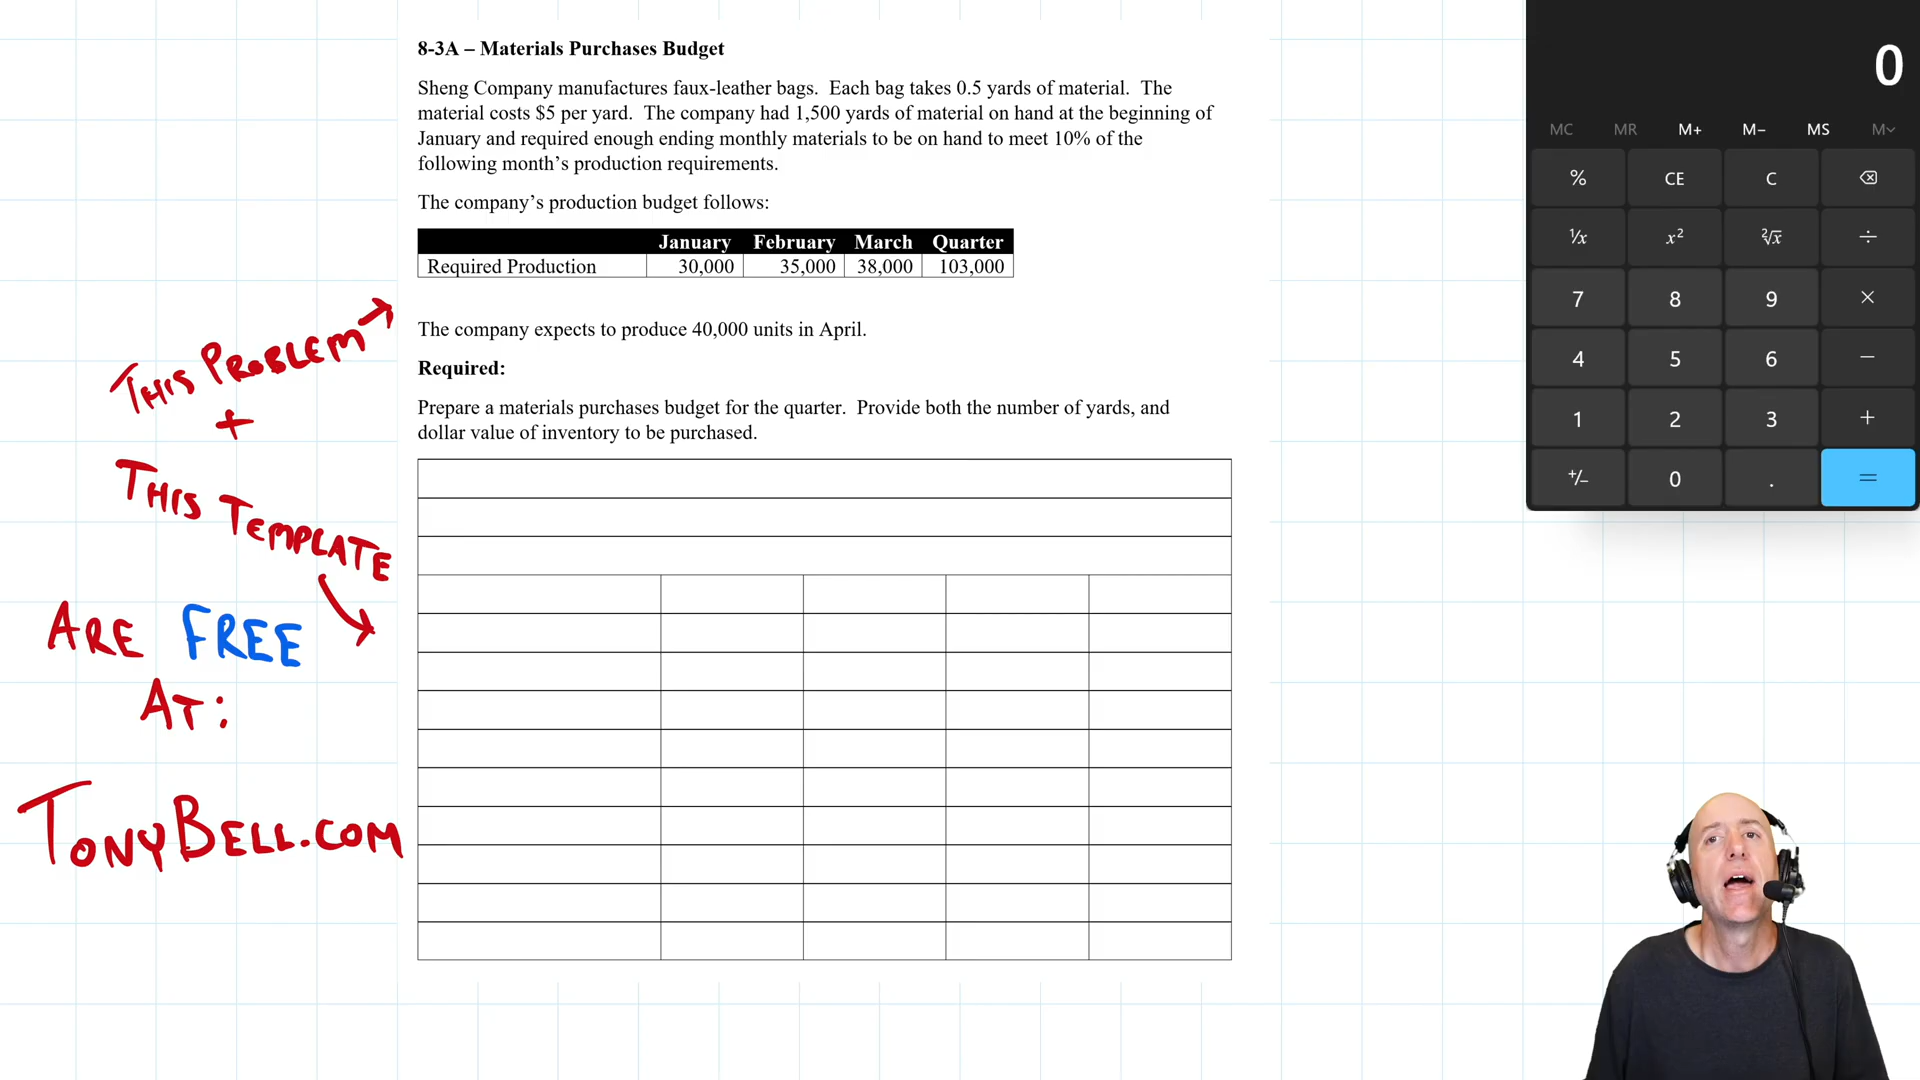 8-3A – Materials Purchases Budget
Sheng Company manufactures faux-leather bags. Each bag takes 0.5 yards of material. The
material costs $5 per yard. The company had 1,500 yards of material on hand at the beginning of
January and required enough ending monthly materials to be on hand to meet 10% of the
following month's production requirements.
The company's production budget follows:
January February March Quarter
Required Production 30,000 35,000 38,000 103,000
The company expects to produce 40,000 units in April.
Required:
Prepare a materials purchases budget for the quarter. Provide both the number of yards, and
dollar value of inventory to be purchased.
THIS PROBLEM
+
THIS TEMPLATE
ARE FREE
AT:
TONYBELL.COM
0
MC MR M+ M− MS M
% CE C
1/x x² ²√x ÷
7 8 9 ×
4 5 6 −
1 2 3 +
+/− 0 . =